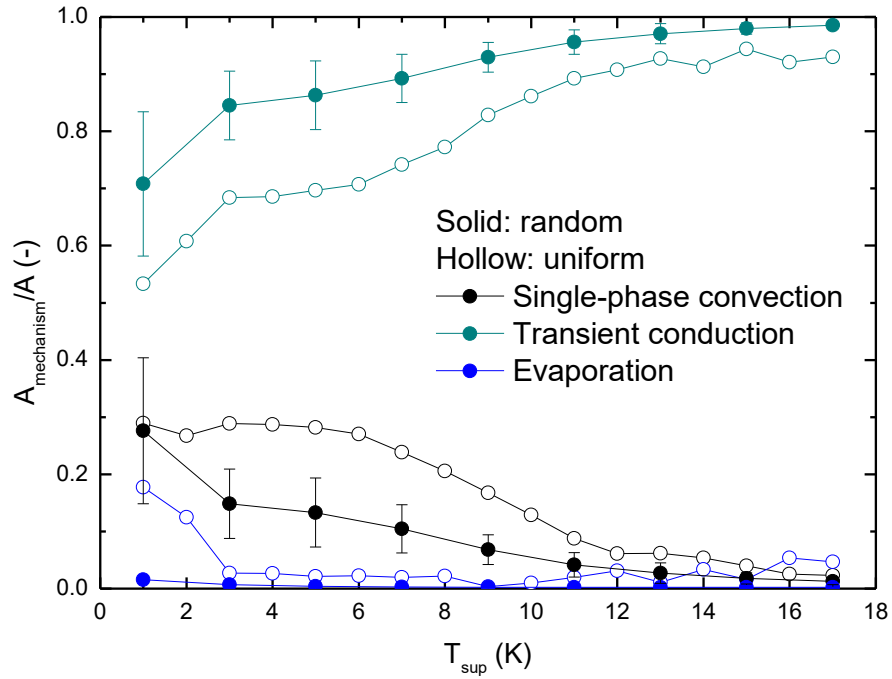 1.0
0.8
0.6
0.4
0.2
0.0
A_mechanism/A (-)
Solid: random
Hollow: uniform
Single-phase convection
Transient conduction
Evaporation
0 2 4 6 8 10 12 14 16 18
T_sup (K)